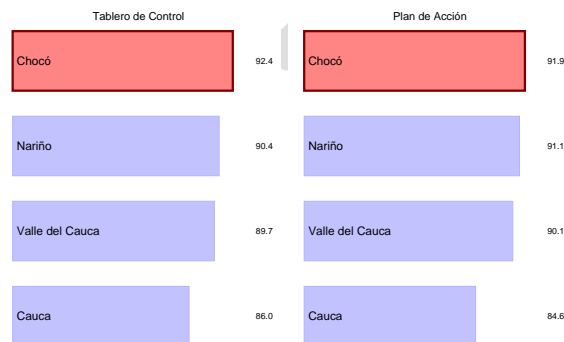 Tablero de Control
Chocó 92.4
Nariño 90.4
Valle del Cauca 89.7
Cauca 86.0
Plan de Acción
Chocó 91.9
Nariño 91.1
Valle del Cauca 90.1
Cauca 84.6